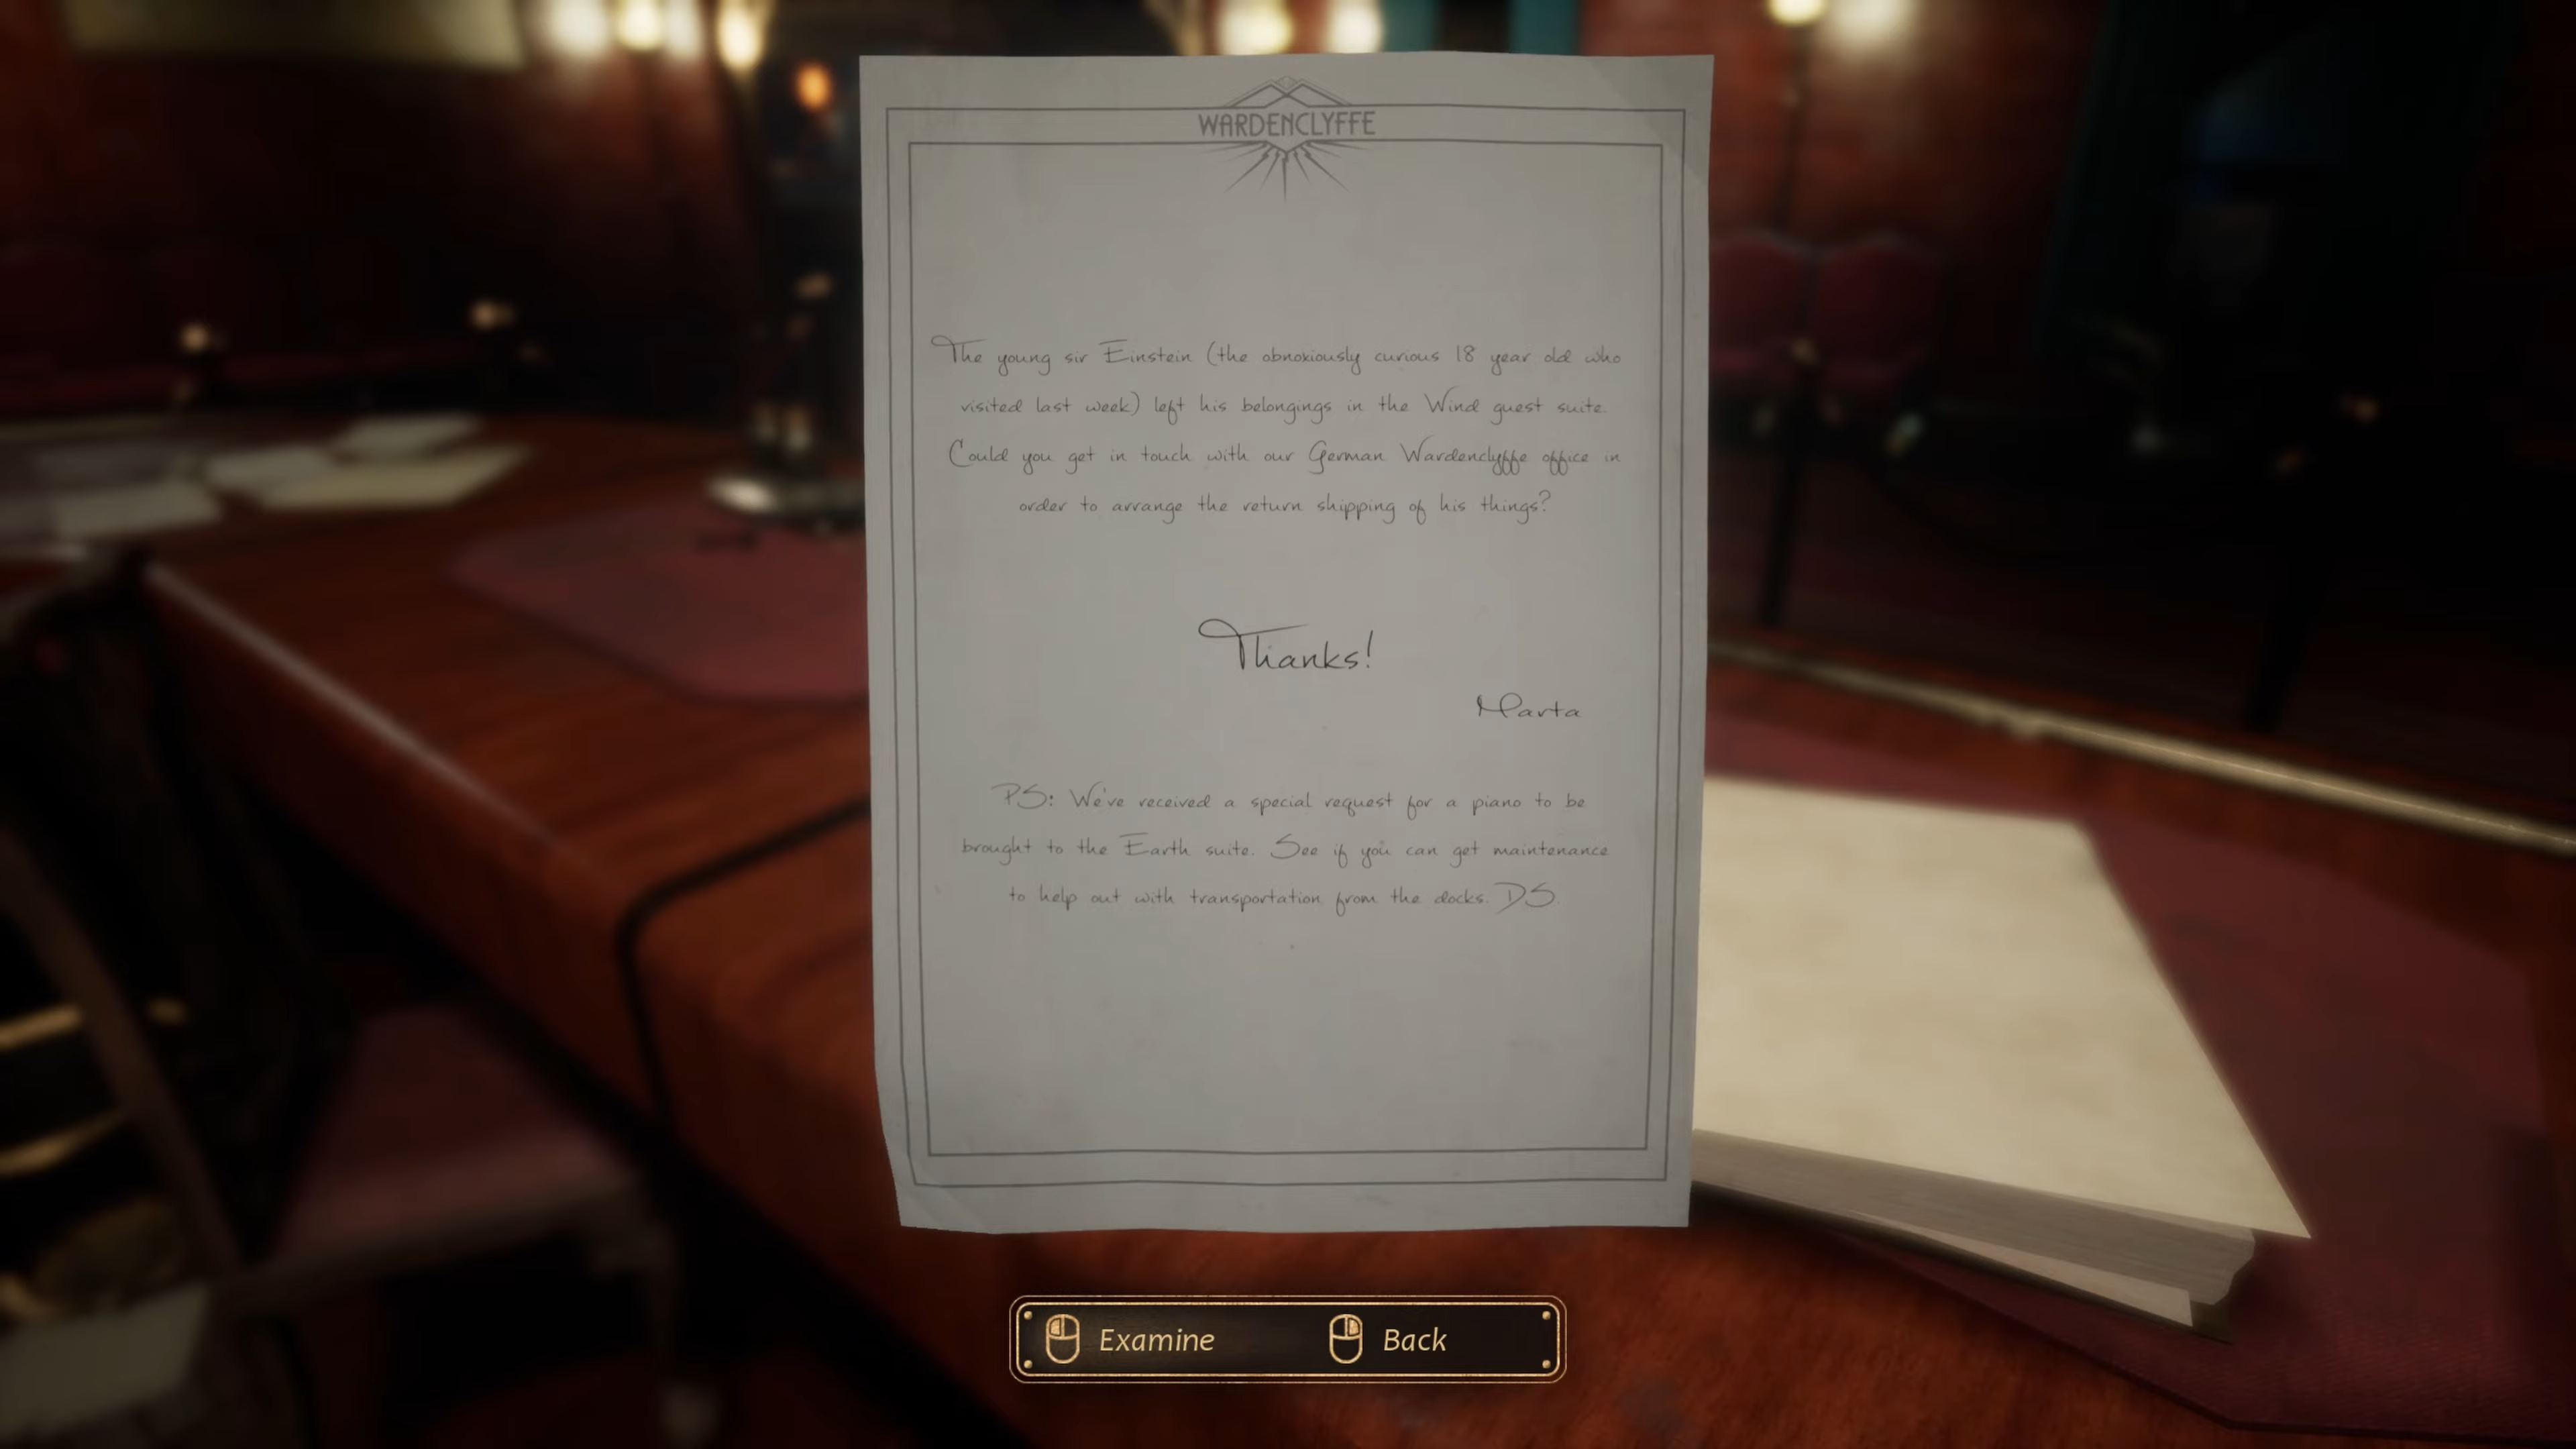 WARDENCLYFFE
The young sir Einstein (the obnoxiously curious 18 year old who
visited last week) left his belongings in the Wind guest suite.
Could you get in touch with our German Wardenclyffe office in
order to arrange the return shipping of his things?
Thanks!
Marta
PS: We've received a special request for a piano to be
brought to the Earth suite. See if you can get maintenance
to help out with transportation from the docks. DS.
Examine
Back